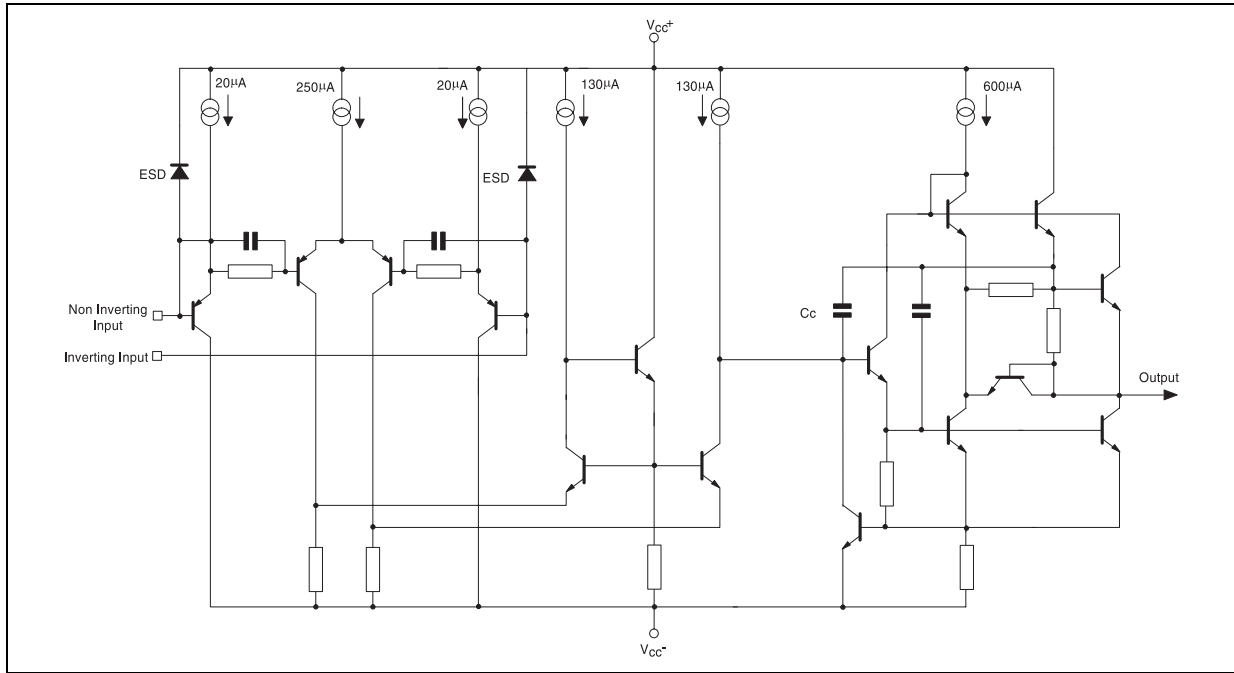 Vcc+
20µA
250µA
20µA
130µA
130µA
600µA
ESD
ESD
Non Inverting
Input
Cc
Inverting Input
Output
Vcc-